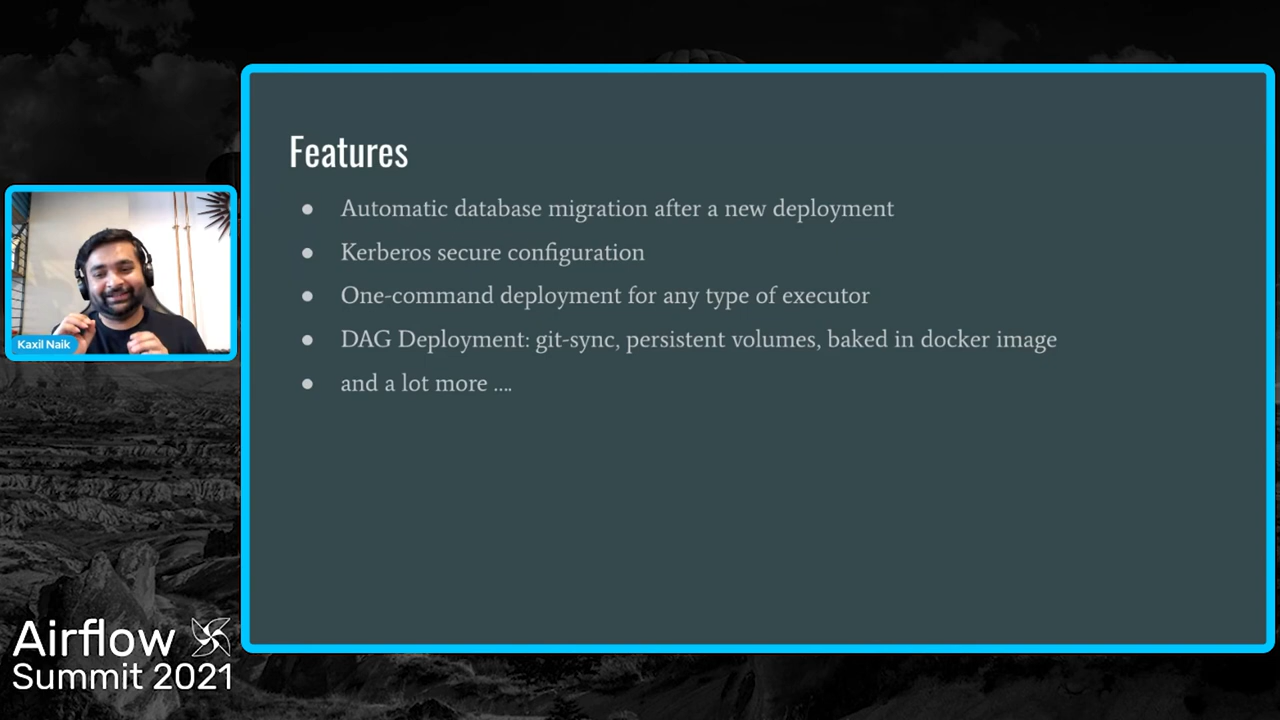 Features
● Automatic database migration after a new deployment
● Kerberos secure configuration
● One-command deployment for any type of executor
● DAG Deployment: git-sync, persistent volumes, baked in docker image
● and a lot more ....
Kaxil Naik
Airflow
Summit 2021